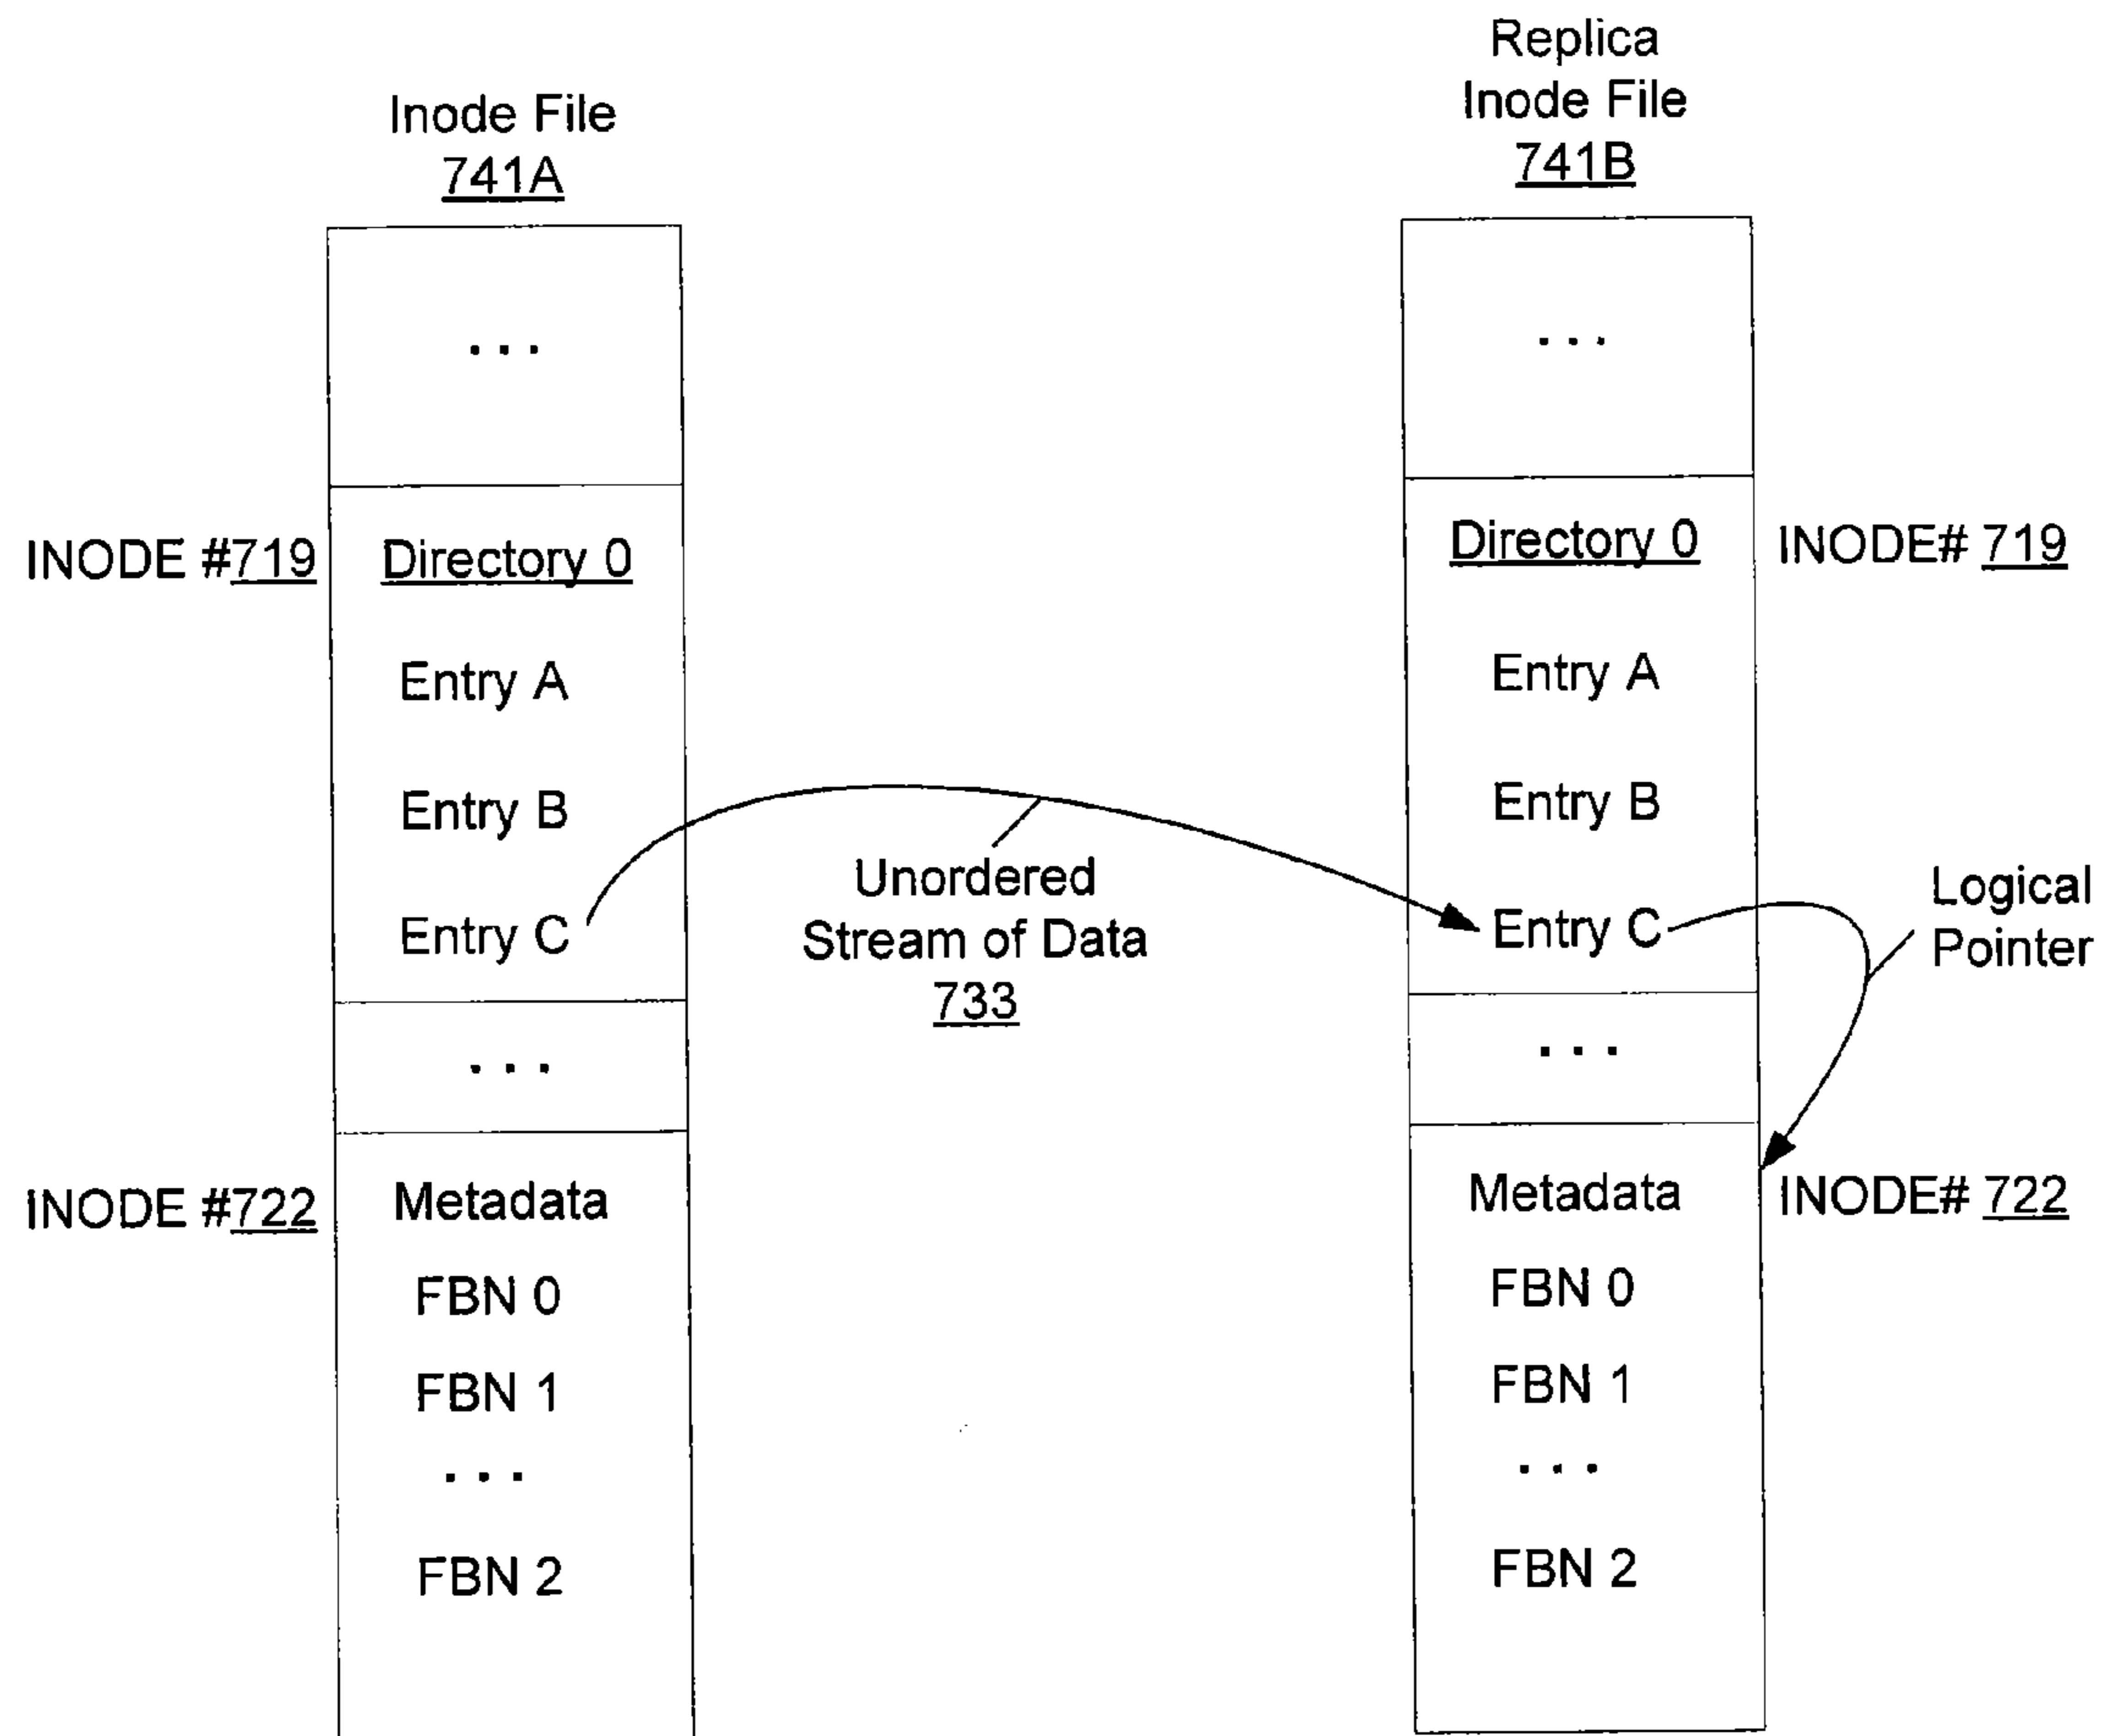 Inode File
741A
...
INODE #719
Directory 0
Entry A
Entry B
Entry C
...
INODE #722
Metadata
FBN 0
FBN 1
...
FBN 2
Unordered
Stream of Data
733
Replica
Inode File
741B
...
Directory 0
INODE# 719
Entry A
Entry B
Entry C
Logical
Pointer
...
Metadata
INODE# 722
FBN 0
FBN 1
...
FBN 2